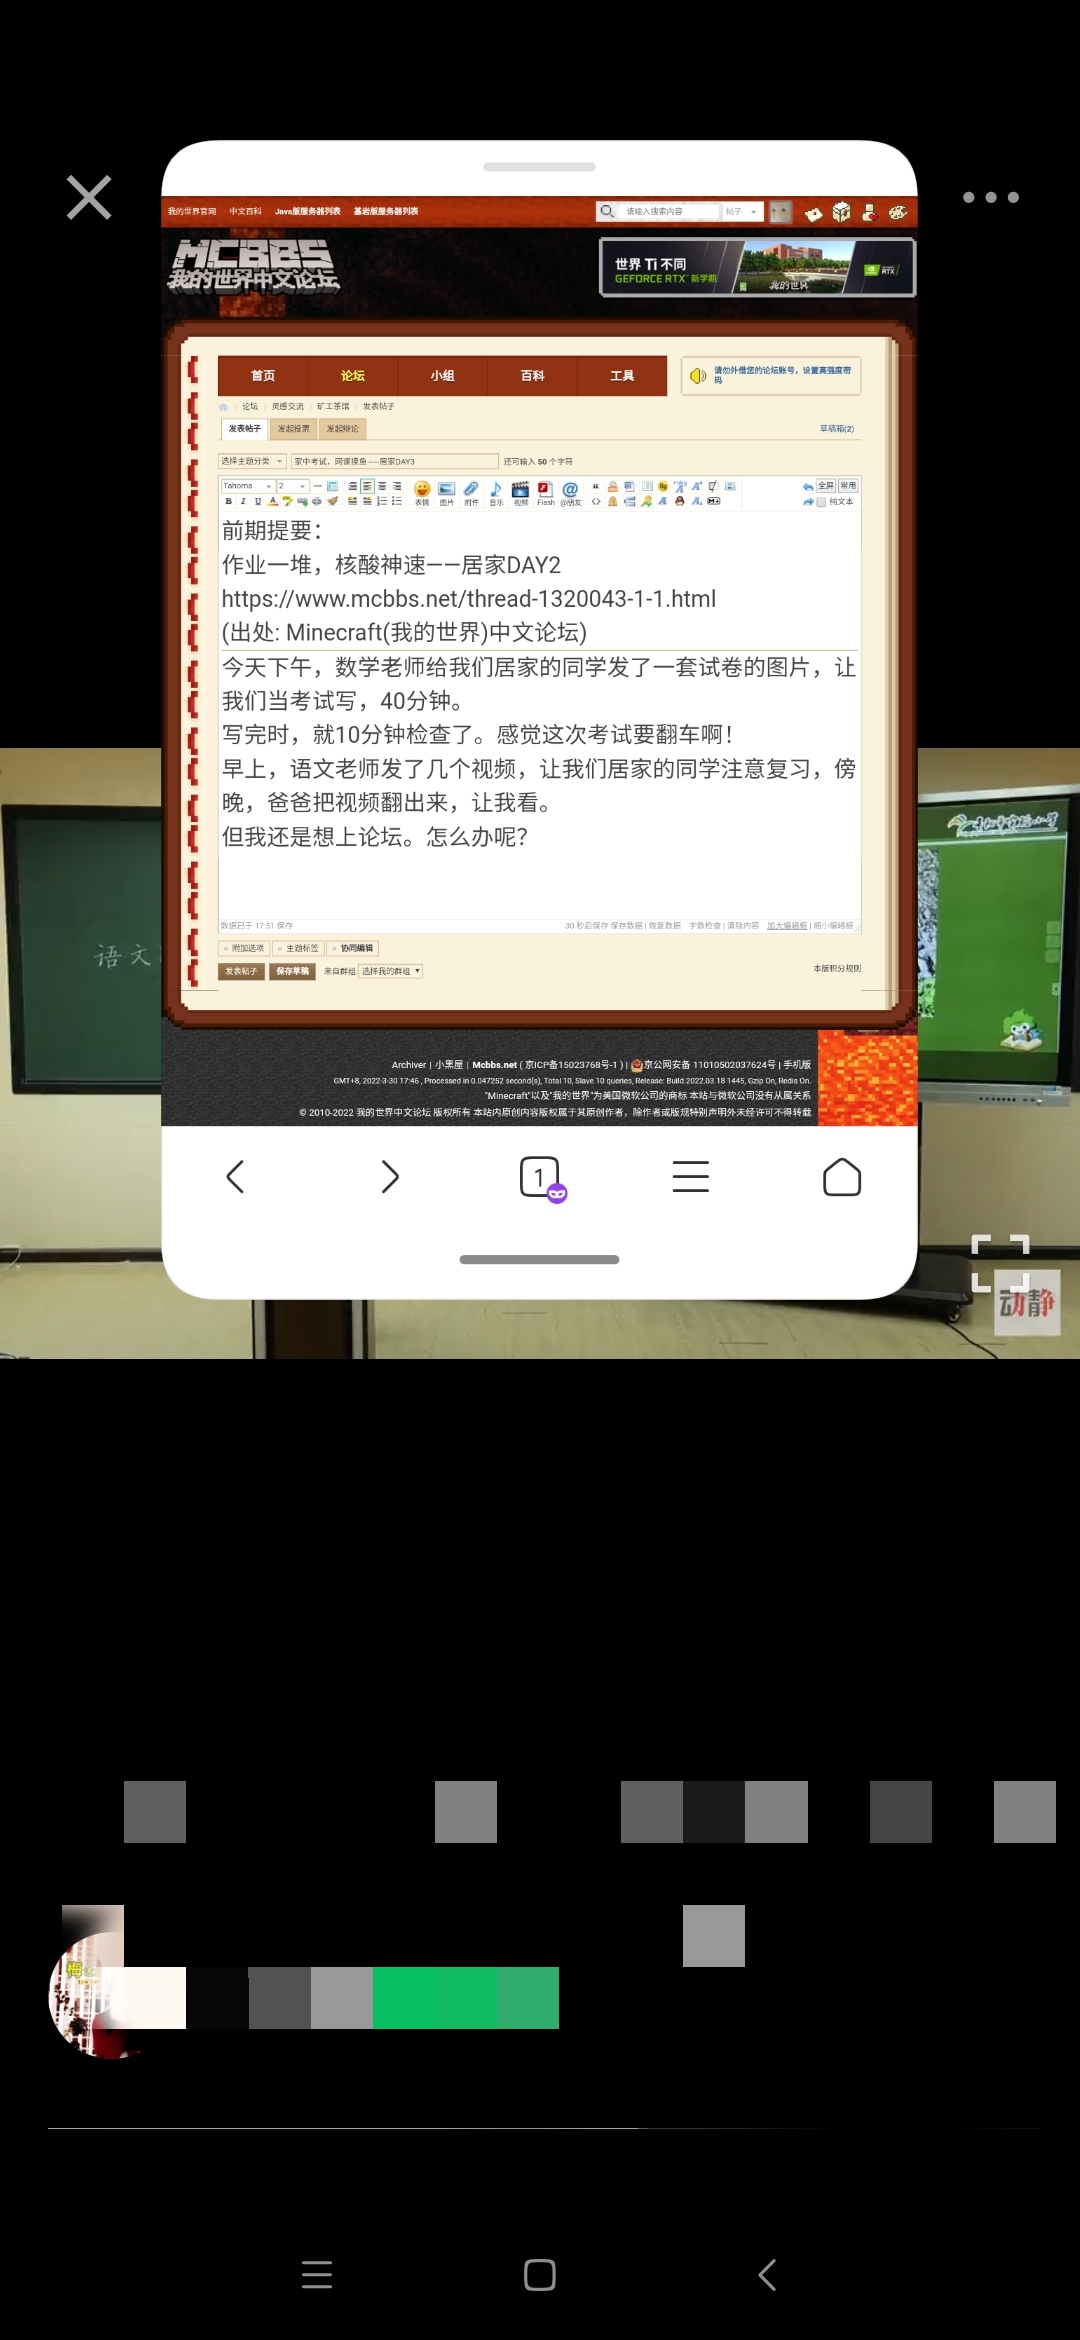 我的世界官网 中文百科 Java版服务器列表 基岩版服务器列表 请输入搜索内容 帖子
MCBBS
我的世界中文论坛
世界 Ti 不同
GEFORCE RTX 新学期
我的世界
RTX
首页 论坛 小组 百科 工具
请勿外借您的论坛账号，设置高强度密
码
论坛 灵感交流 矿工茶馆 发表帖子
发表帖子 发起投票 发起辩论 草稿箱(2)
选择主题分类 家中考试，网课摸鱼——居家DAY3 还可输入 50 个字符
Tahoma 2 全屏 常用
B I U A 表情 图片 附件 音乐 视频 Flash @朋友 纯文本
前期提要：
作业一堆，核酸神速——居家DAY2
https://www.mcbbs.net/thread-1320043-1-1.html
(出处: Minecraft(我的世界)中文论坛)
今天下午，数学老师给我们居家的同学发了一套试卷的图片，让
我们当考试写，40分钟。
写完时，就10分钟检查了。感觉这次考试要翻车啊！
早上，语文老师发了几个视频，让我们居家的同学注意复习，傍
晚，爸爸把视频翻出来，让我看。
但我还是想上论坛。怎么办呢？
数据已于 17:51 保存 30 秒后保存 保存数据 | 恢复数据 字数检查 | 清除内容 加大编辑框 | 缩小编辑框
附加选项 主题标签 协同编辑
发表帖子 保存草稿 来自群组: 选择我的群组 本版积分规则
语文
Archiver | 小黑屋 | Mcbbs.net ( 京ICP备15023768号-1 ) | 京公网安备 11010502037624号 | 手机版
GMT+8, 2022-3-30 17:46 , Processed in 0.047252 second(s), Total 10, Slave 10 queries, Release: Build.2022.03.18 1445, Gzip On, Redis On.
"Minecraft"以及"我的世界"为美国微软公司的商标 本站与微软公司没有从属关系
© 2010-2022 我的世界中文论坛 版权所有 本站内原创内容版权属于其原创作者，除作者或版规特别声明外未经许可不得转载
1
动静
梅